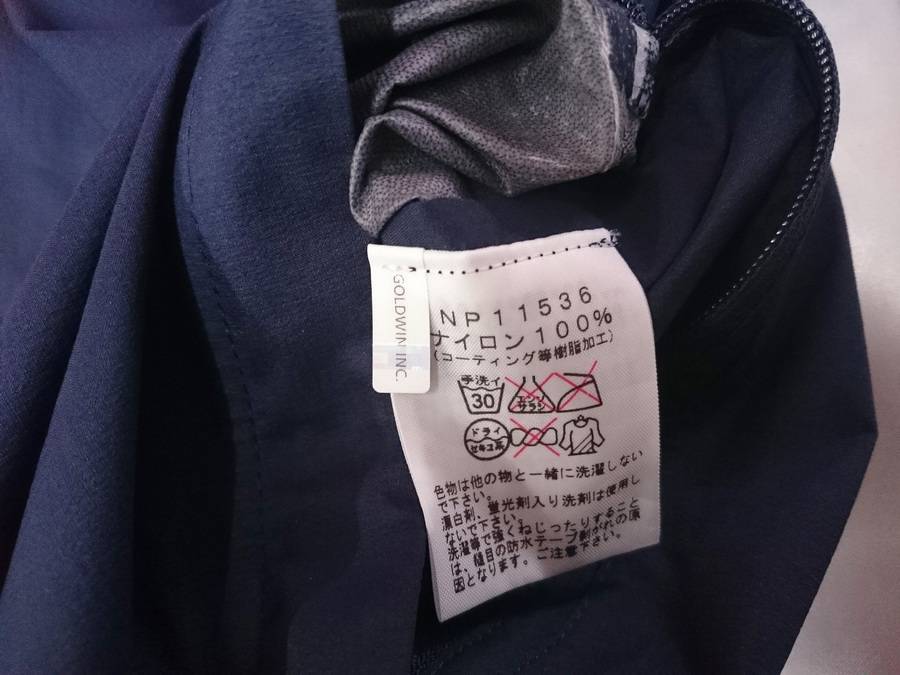 GOLDWIN INC.
NP11536
ナイロン100%
(コーティング等樹脂加工)
手洗イ
30
エンソ
サラシ
ドライ
セキユ系
色物は他の物と一緒に洗濯しない
で下さい。
漂白剤、蛍光剤入り洗剤は使用し
ないで下さい。
洗濯等で強くねじったりすること
は、縫目の防水テープ剥がれの原
因となります。ご注意下さい。